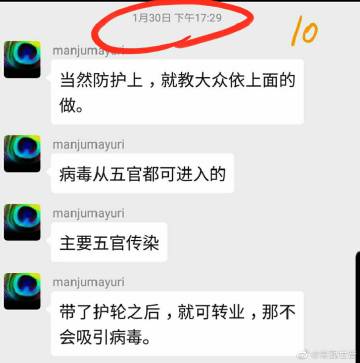 1月30日 下午17:29
10
manjumayuri
当然防护上，就教大众依上面的
做。
manjumayuri
病毒从五官都可进入的
manjumayuri
主要五官传染
manjumayuri
带了护轮之后，就可转业，那不
会吸引病毒。